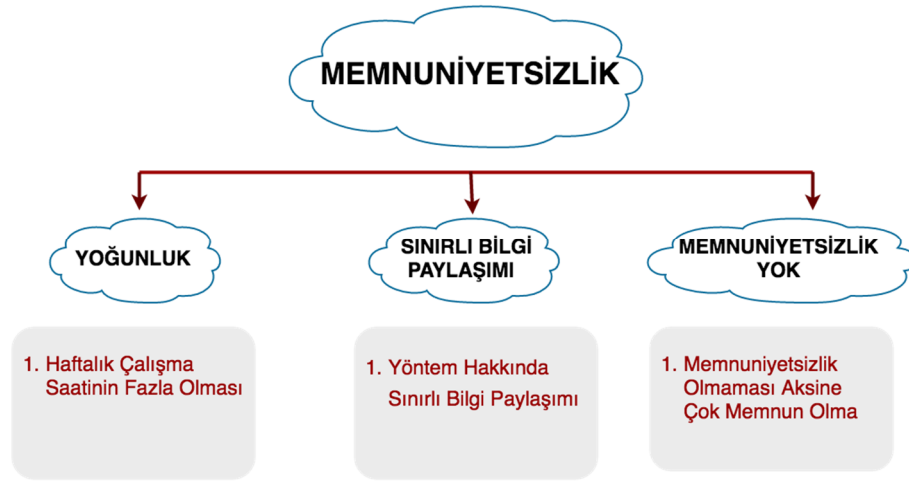 MEMNUNİYETSİZLİK
YOĞUNLUK
SINIRLI BİLGİ
PAYLAŞIMI
MEMNUNİYETSİZLİK
YOK
1. Haftalık Çalışma
Saatinin Fazla Olması
1. Yöntem Hakkında
Sınırlı Bilgi Paylaşımı
1. Memnuniyetsizlik
Olmaması Aksine
Çok Memnun Olma